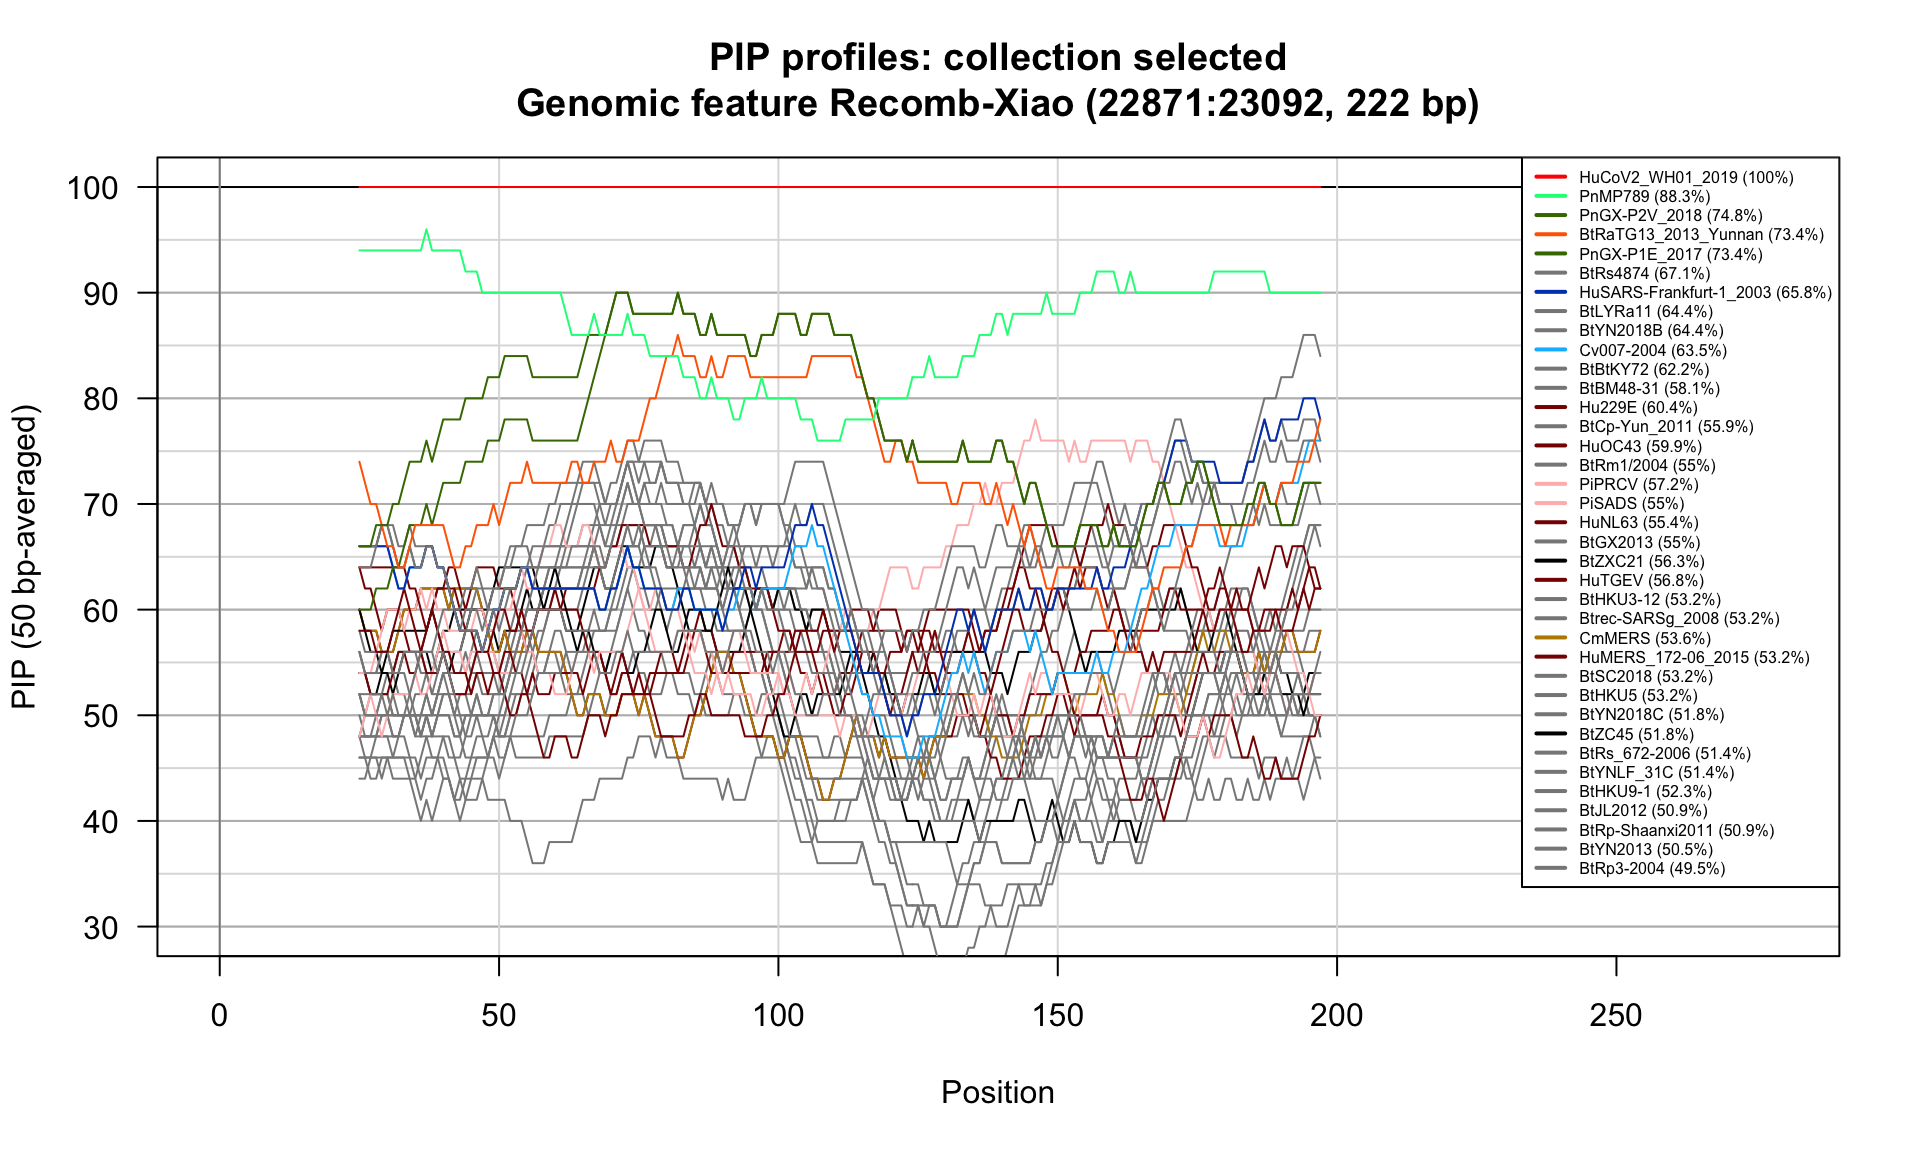 PIP profiles: collection selected
Genomic feature Recomb-Xiao (22871:23092, 222 bp)
PIP (50 bp-averaged)
100
90
80
70
60
50
40
30
0
50
100
150
200
250
Position
HuCoV2_WH01_2019 (100%)
PnMP789 (88.3%)
PnGX-P2V_2018 (74.8%)
BtRaTG13_2013_Yunnan (73.4%)
PnGX-P1E_2017 (73.4%)
BtRs4874 (67.1%)
HuSARS-Frankfurt-1_2003 (65.8%)
BtLYRa11 (64.4%)
BtYN2018B (64.4%)
Cv007-2004 (63.5%)
BtBtKY72 (62.2%)
BtBM48-31 (58.1%)
Hu229E (60.4%)
BtCp-Yun_2011 (55.9%)
HuOC43 (59.9%)
BtRm1/2004 (55%)
PiPRCV (57.2%)
PiSADS (55%)
HuNL63 (55.4%)
BtGX2013 (55%)
BtZXC21 (56.3%)
HuTGEV (56.8%)
BtHKU3-12 (53.2%)
Btrec-SARSg_2008 (53.2%)
CmMERS (53.6%)
HuMERS_172-06_2015 (53.2%)
BtSC2018 (53.2%)
BtHKU5 (53.2%)
BtYN2018C (51.8%)
BtZC45 (51.8%)
BtRs_672-2006 (51.4%)
BtYNLF_31C (51.4%)
BtHKU9-1 (52.3%)
BtJL2012 (50.9%)
BtRp-Shaanxi2011 (50.9%)
BtYN2013 (50.5%)
BtRp3-2004 (49.5%)